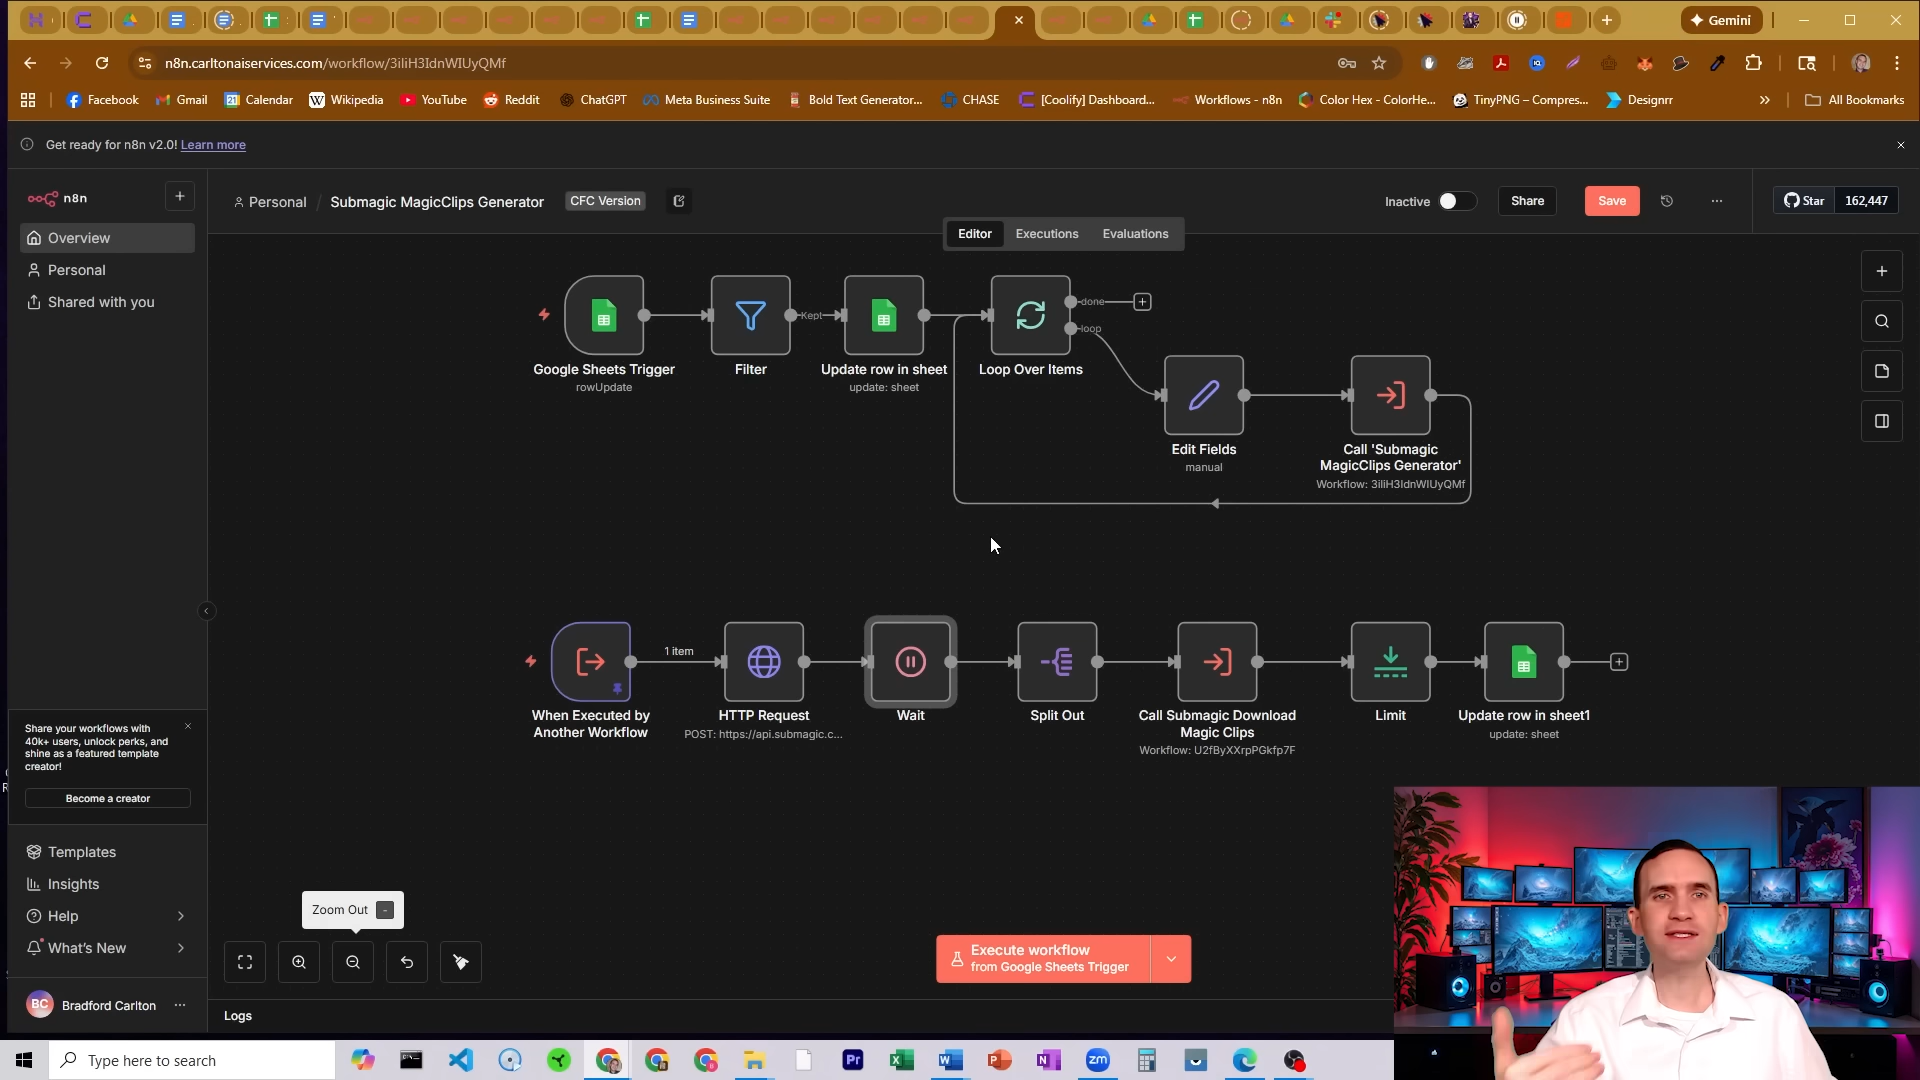 Gemini
n8n.carltonaiservices.com/workflow/3iliH3IdnWIUyQMf
Facebook
Gmail
Calendar
Wikipedia
YouTube
Reddit
ChatGPT
Meta Business Suite
Bold Text Generator...
CHASE
[Coolify] Dashboard...
Workflows - n8n
Color Hex - ColorHe...
TinyPNG – Compres...
Designrr
All Bookmarks
Get ready for n8n v2.0! Learn more
n8n
Personal / Submagic MagicClips Generator
CFC Version
Inactive
Share
Save
Star
162,447
Editor
Executions
Evaluations
Overview
Personal
Shared with you
Kept
done
loop
Google Sheets Trigger
rowUpdate
Filter
Update row in sheet
update: sheet
Loop Over Items
Edit Fields
manual
Call 'Submagic
MagicClips Generator'
Workflow: 3iliH3IdnWIUyQMf
1 item
When Executed by
Another Workflow
HTTP Request
POST: https://api.submagic.c...
Wait
Split Out
Call Submagic Download
Magic Clips
Workflow: U2fByXXrpPGkfp7F
Limit
Update row in sheet1
update: sheet
Share your workflows with
40k+ users, unlock perks, and
shine as a featured template
creator!
Become a creator
Templates
Insights
Help
What's New
Zoom Out -
Execute workflow
from Google Sheets Trigger
BC
Bradford Carlton
Logs
Type here to search